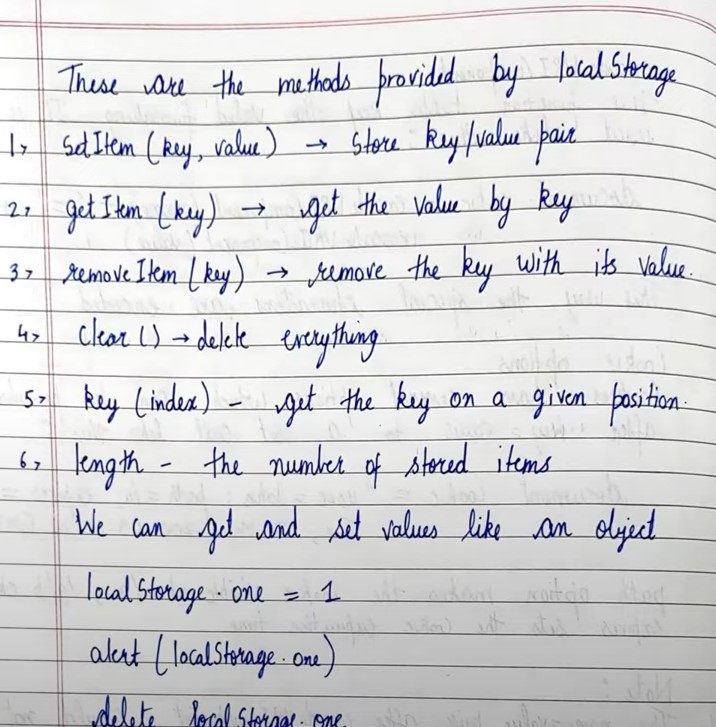 These are the methods provided by localStorage
1> setItem (key, value) → store key/value pair
2> getItem (key) → get the value by key
3> removeItem (key) → remove the key with its value.
4> clear () → delete everything
5> key (index) - get the key on a given position.
6> length - the number of stored items
We can get and set values like an object
localStorage.one = 1
alert (localStorage.one)
delete localStorage.one